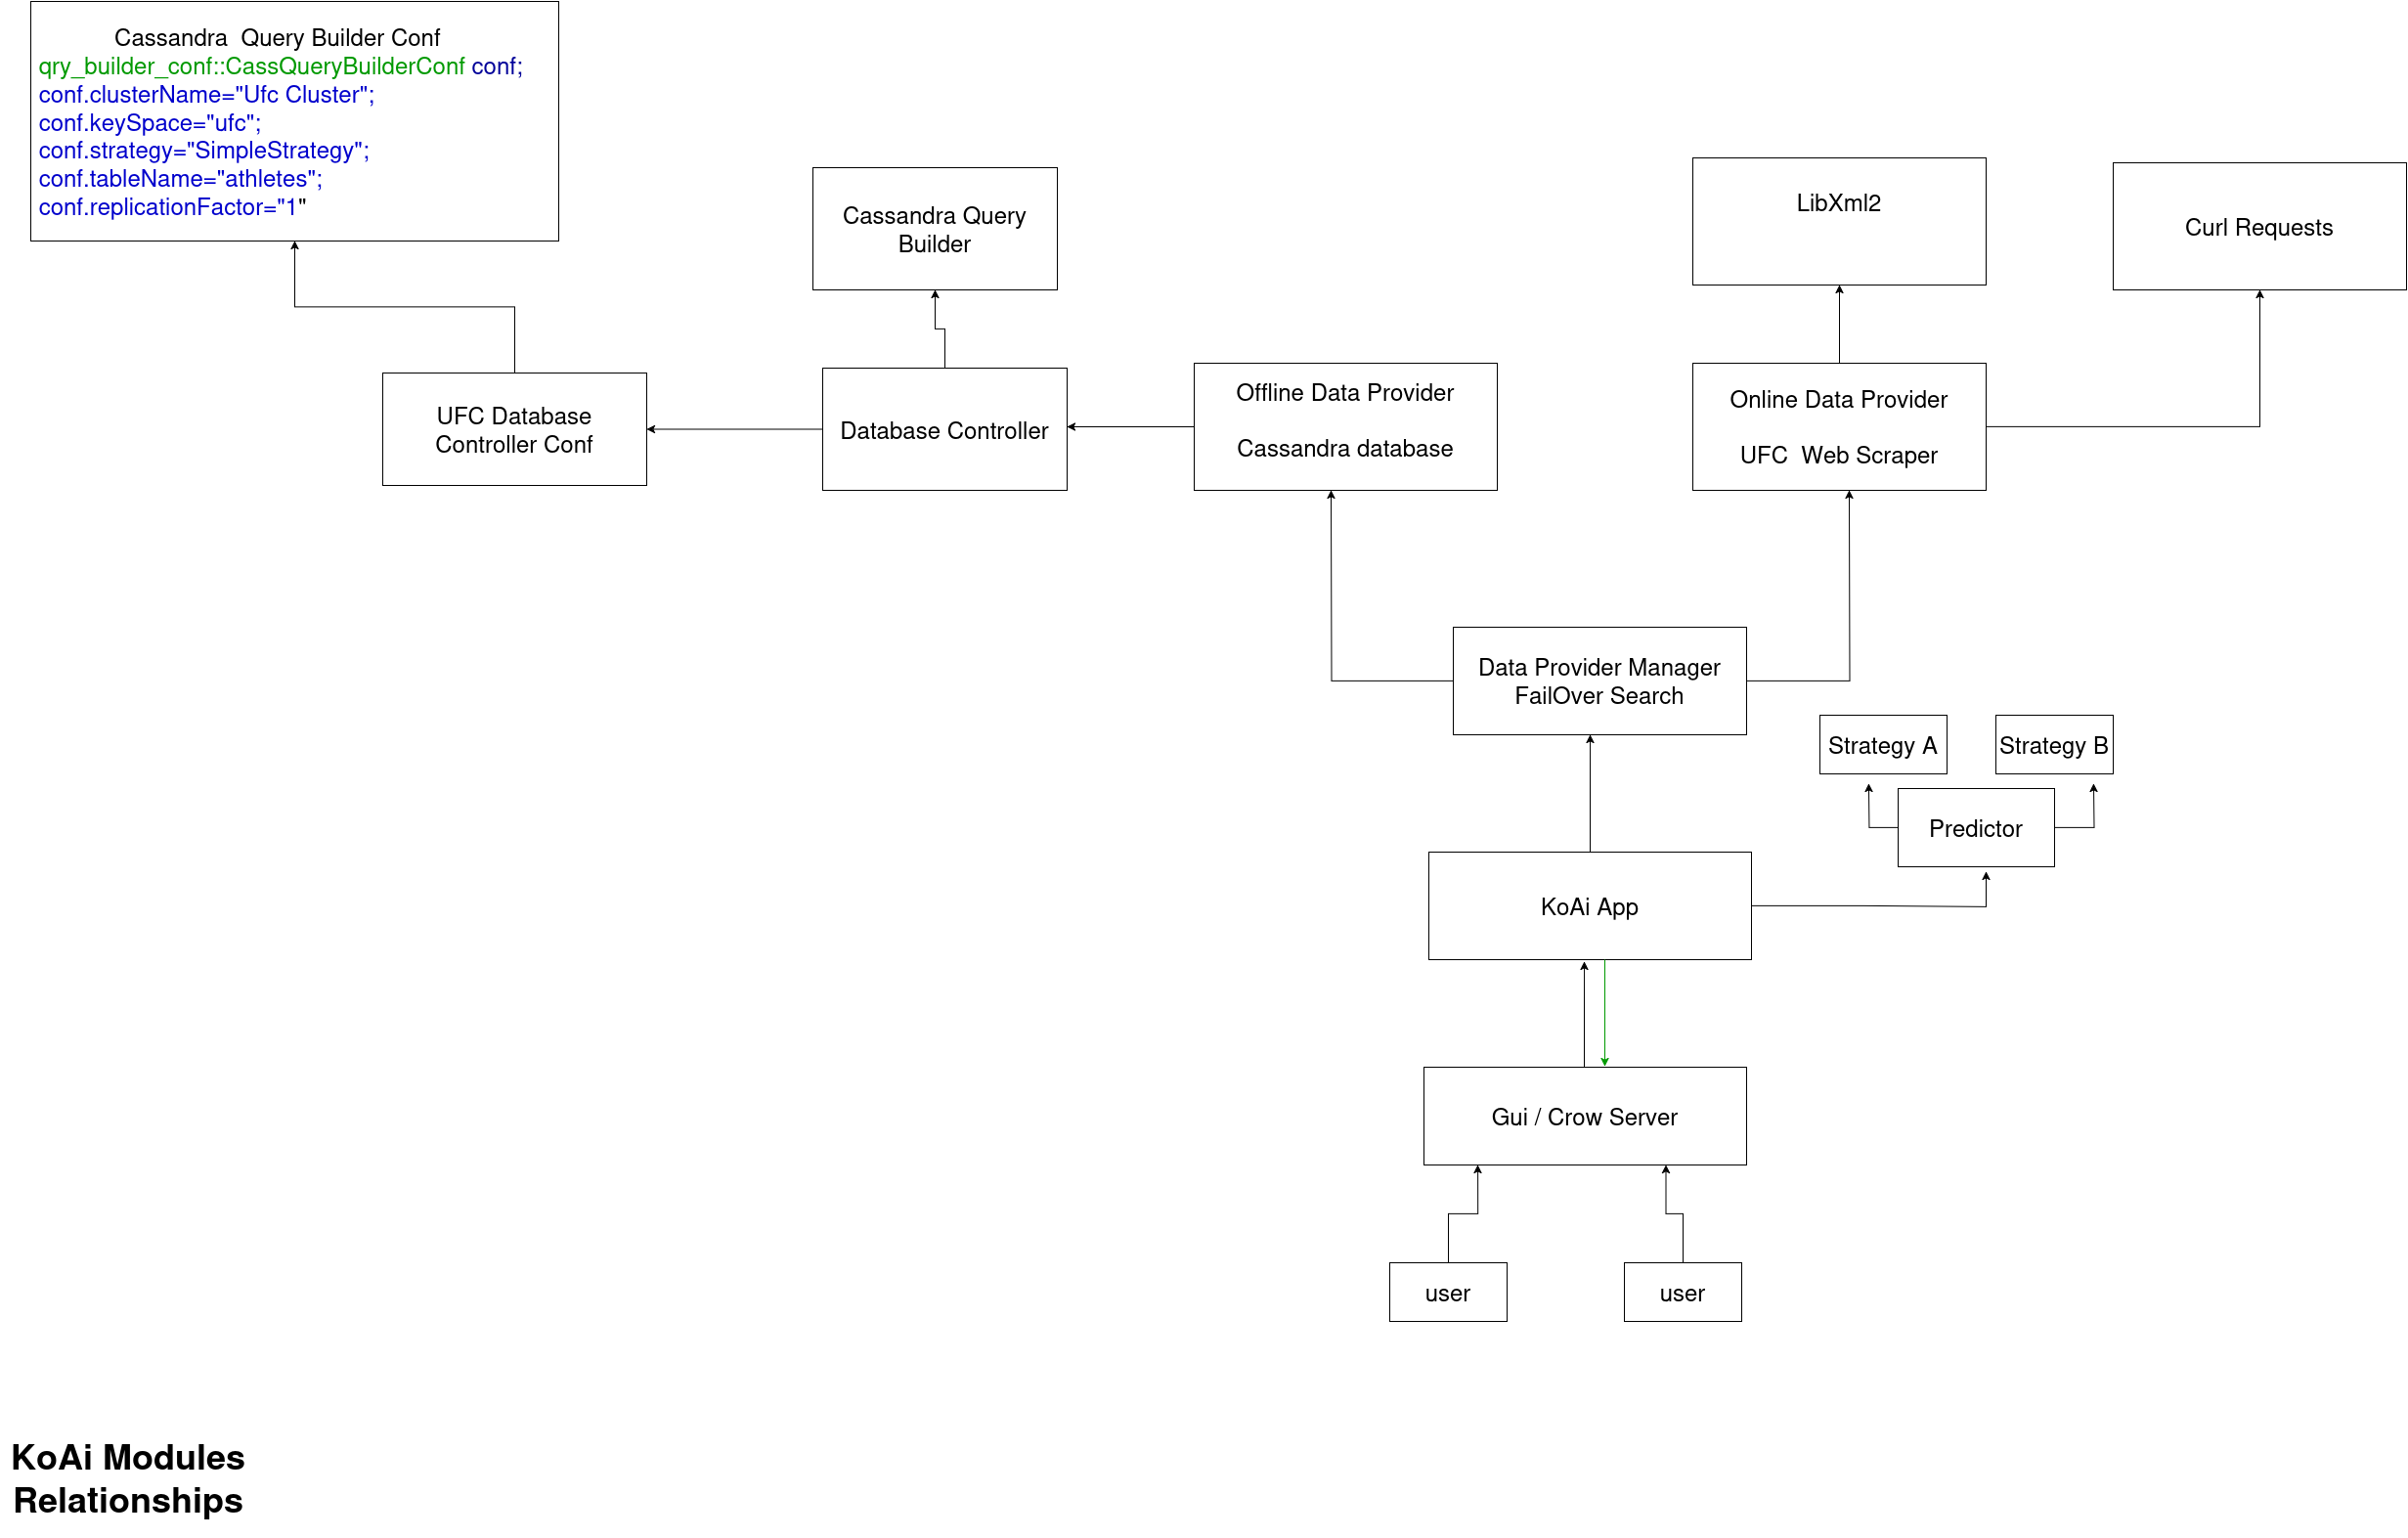 Cassandra  Query Builder Conf
qry_builder_conf::CassQueryBuilderConf conf;
conf.clusterName="Ufc Cluster";
conf.keySpace="ufc";
conf.strategy="SimpleStrategy";
conf.tableName="athletes";
conf.replicationFactor="1"
Cassandra Query
Builder
LibXml2
Curl Requests
UFC Database
Controller Conf
Database Controller
Offline Data Provider
Cassandra database
Online Data Provider
UFC  Web Scraper
Data Provider Manager
FailOver Search
Strategy A
Strategy B
Predictor
KoAi App
Gui / Crow Server
user
user
KoAi Modules
Relationships